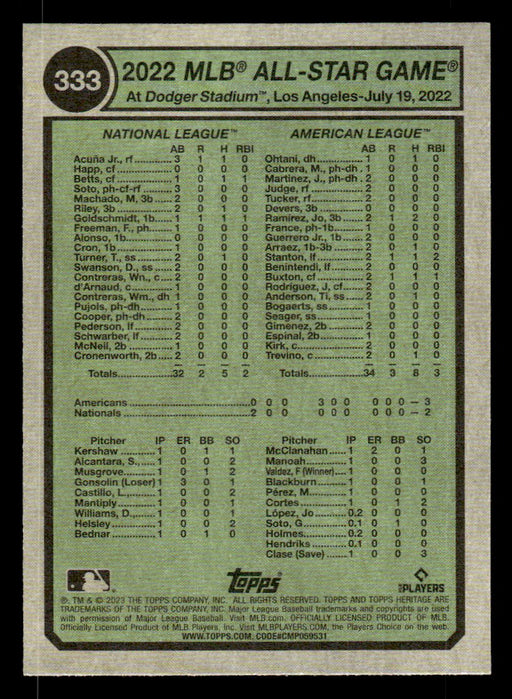 333
2022 MLB® ALL-STAR GAME®
At Dodger Stadium™, Los Angeles-July 19, 2022
NATIONAL LEAGUE™
AB R H RBI
Acuña Jr., rf 3 1 1 0
Happ, cf 0 0 0 0
Betts, cf 1 0 1 1
Soto, ph-cf-rf 3 0 0 0
Machado, M, 3b 2 0 0 0
Riley, 3b 2 0 1 0
Goldschmidt, 1b 1 1 1 1
Freeman, F., ph 1 0 0 0
Alonso, 1b 0 0 0 0
Cron, 1b 1 0 0 0
Turner, T., ss 2 0 1 0
Swanson, D., ss 2 0 0 0
Contreras, Wn., c 2 0 0 0
d'Arnaud, c 1 0 0 0
Contreras, Wm, dh 1 0 0 0
Pujols, ph-dh 1 0 0 0
Cooper, ph-dh 2 0 0 0
Pederson, lf 2 0 0 0
Schwarber, lf 2 0 0 0
McNeil, 2b 1 0 0 0
Cronenworth, 2b 2 0 0 0
Totals 32 2 5 2
AMERICAN LEAGUE™
AB R H RBI
Ohtani, dh 1 0 1 0
Cabrera, M., ph-dh 1 0 0 0
Martinez, J., ph-dh 2 0 0 0
Judge, rf 2 0 0 0
Tucker, rf 2 0 0 0
Devers, 3b 0 0 0 0
Ramirez, Jo, 3b 3 1 2 0
France, ph-1b 1 0 0 0
Guerrero Jr., 1b 2 0 0 0
Arraez, 1b-3b 2 0 1 0
Stanton, lf 2 1 1 2
Benintendi, lf 2 0 0 0
Buxton, cf 2 1 1 1
Rodríguez, J, cf 2 0 0 0
Anderson, Ti, ss 2 0 1 0
Bogaerts, ss 1 0 0 0
Seager, ss 1 0 0 0
Gimenez, 2b 2 0 0 0
Espinal, 2b 1 0 0 0
Kirk, c 2 0 0 0
Trevino, c 1 0 1 0
Totals 34 3 8 3
Americans 0 0 0 3 0 0 0 0 0 — 3
Nationals 2 0 0 0 0 0 0 0 0 — 2
Pitcher IP ER BB SO
Kershaw 1 0 1 1
Alcantara, S., 1 0 0 2
Musgrove 1 0 0 2
Gonsolin (Loser) 1 3 0 1
Castillo, L., 1 0 0 2
Mantiply 1 0 0 1
Williams, D. 1 0 0 1
Helsley 1 0 0 2
Bednar 1 0 1 0
Pitcher IP ER BB SO
McClanahan 1 2 0 1
Manoah 1 0 0 3
Valdez, F (Winner) 1 0 0 0
Blackburn 1 0 0 1
Pérez, M. 1 0 0 0
Cortes 1 0 1 2
López, Jo 0.2 0 0 0
Soto, G 0.2 0 1 0
Holmes 0.2 0 0 0
Hendriks 0.1 0 0 0
Clase (Save) 1 0 0 3
topps
MLB PLAYERS
®, TM & © 2023 THE TOPPS COMPANY, INC. ALL RIGHTS RESERVED. TOPPS AND TOPPS HERITAGE ARE
TRADEMARKS OF THE TOPPS COMPANY, INC. Major League Baseball trademarks and copyrights are used
with permission of Major League Baseball. Visit MLB.com. OFFICIALLY LICENSED PRODUCT OF MLB.
Officially Licensed Product of MLB Players, Inc. Visit MLBPLAYERS.COM, the Players Choice on the web.
WWW.TOPPS.COM. CODE#CMP059531